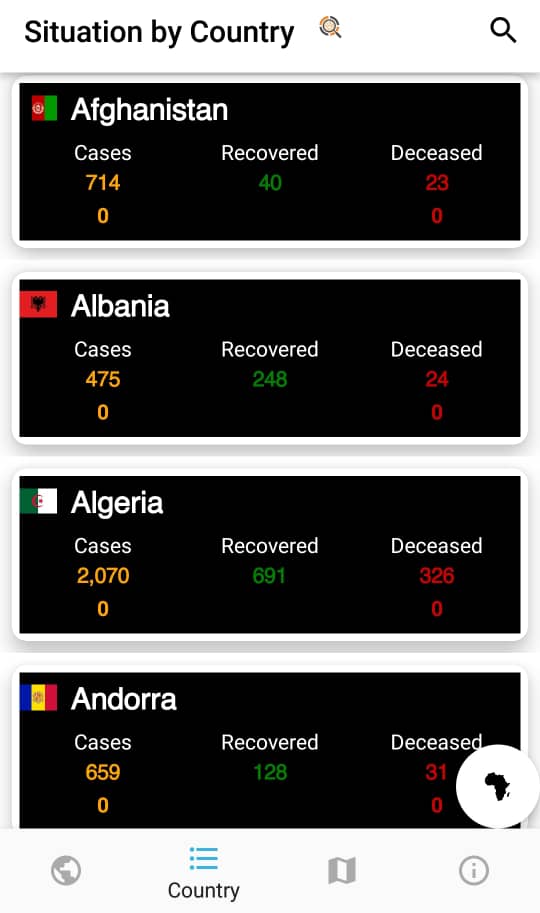 Situation by Country
Afghanistan
Cases Recovered Deceased
714 40 23
0 0
Albania
Cases Recovered Deceased
475 248 24
0 0
Algeria
Cases Recovered Deceased
2,070 691 326
0 0
Andorra
Cases Recovered Deceased
659 128 31
0 0
Country